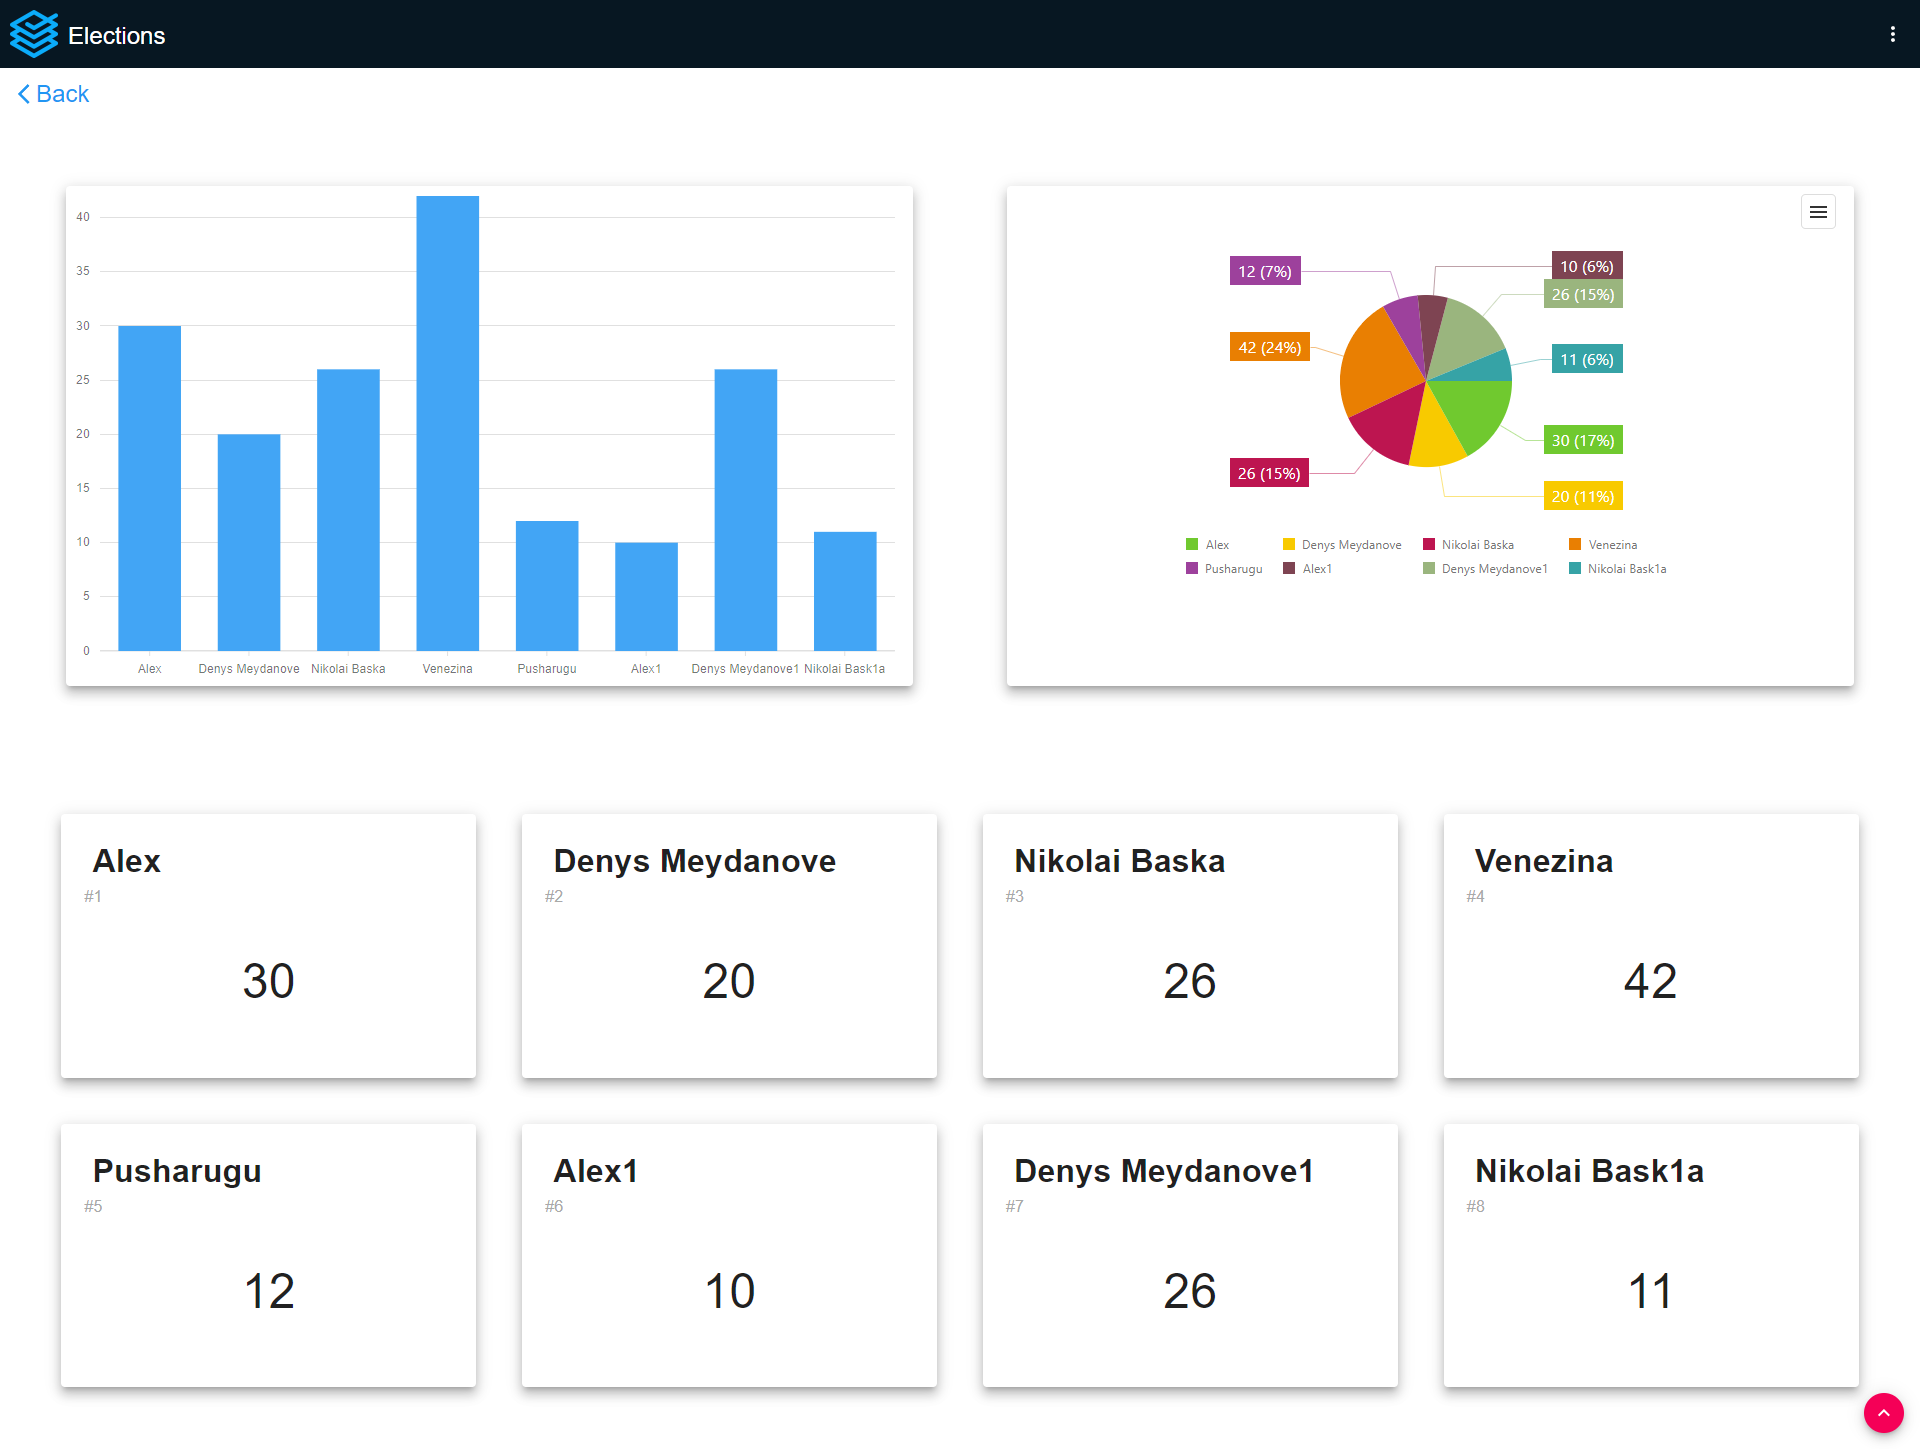 Elections
Back
40
35
30
25
20
15
10
5
0
Alex
Denys Meydanove
Nikolai Baska
Venezina
Pusharugu
Alex1
Denys Meydanove1
Nikolai Bask1a
12 (7%)
10 (6%)
26 (15%)
42 (24%)
11 (6%)
30 (17%)
26 (15%)
20 (11%)
Alex
Denys Meydanove
Nikolai Baska
Venezina
Pusharugu
Alex1
Denys Meydanove1
Nikolai Bask1a
Alex
#1
30
Denys Meydanove
#2
20
Nikolai Baska
#3
26
Venezina
#4
42
Pusharugu
#5
12
Alex1
#6
10
Denys Meydanove1
#7
26
Nikolai Bask1a
#8
11